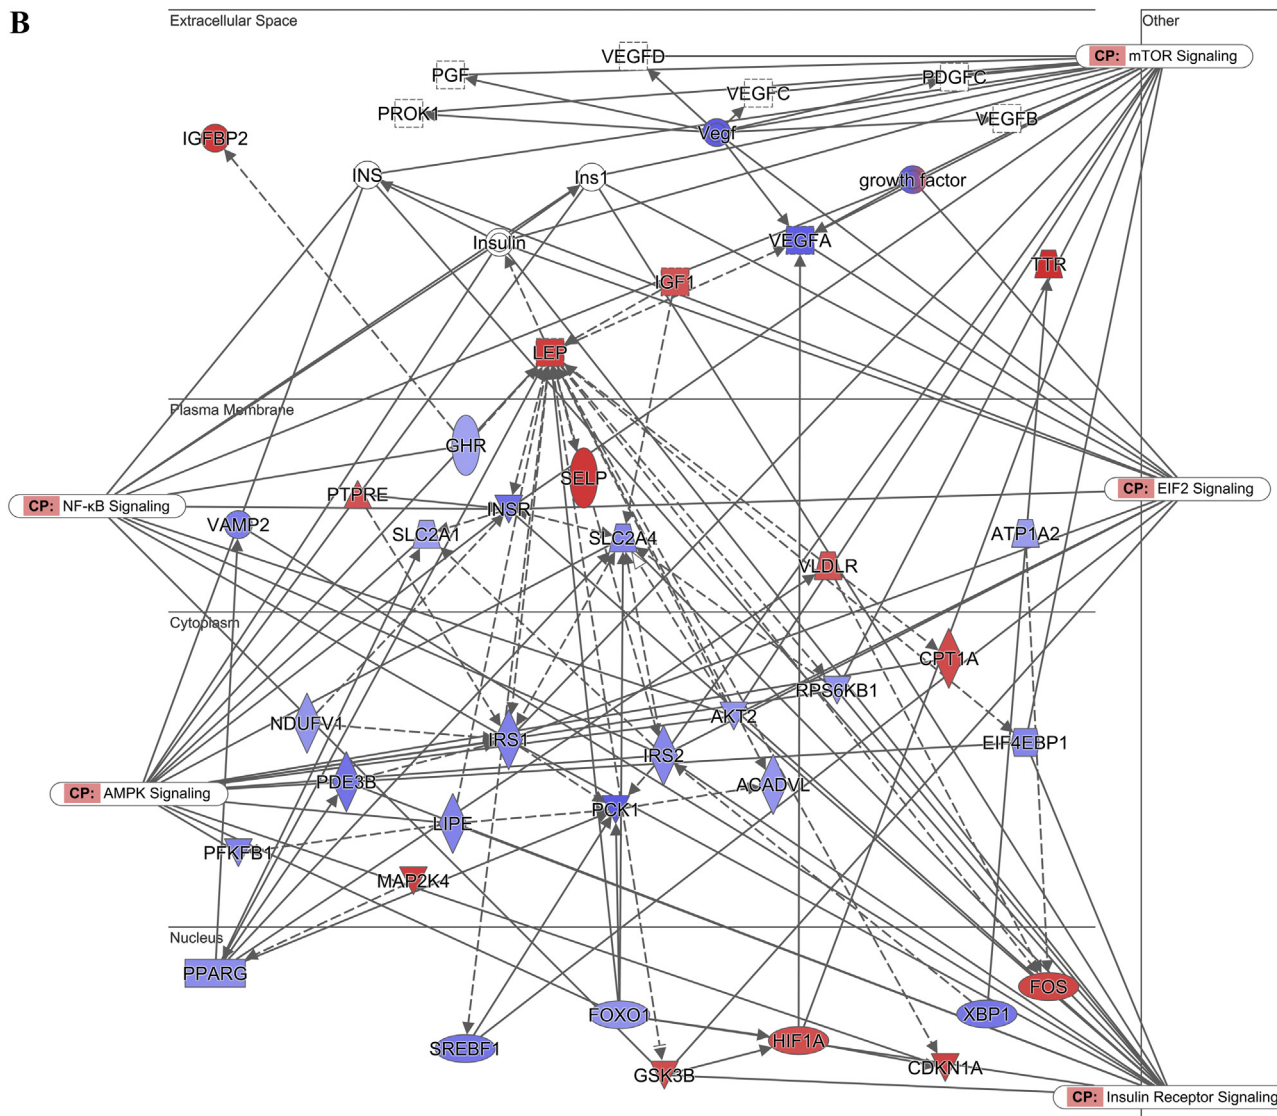 B
Extracellular Space
Other
VEGFD
CP: mTOR Signaling
PGF
PDGFC
VEGFC
PROK1
VEGFB
Vegf
IGFBP2
INS
Ins1
growth factor
Insulin
VEGFA
TTR
IGF1
LEP
Plasma Membrane
GHR
SELP
CP: EIF2 Signaling
PTPRE
CP: NF-κB Signaling
INSR
VAMP2
SLC2A1
SLC2A4
ATP1A2
VLDLR
Cytoplasm
CPT1A
RPS6KB1
AKT2
NDUFV1
IRS1
EIF4EBP1
IRS2
PDE3B
ACADVL
CP: AMPK Signaling
PCK1
LIPE
PFKFB1
MAP2K4
Nucleus
PPARG
FOS
FOXO1
XBP1
HIF1A
SREBF1
CDKN1A
GSK3B
CP: Insulin Receptor Signaling